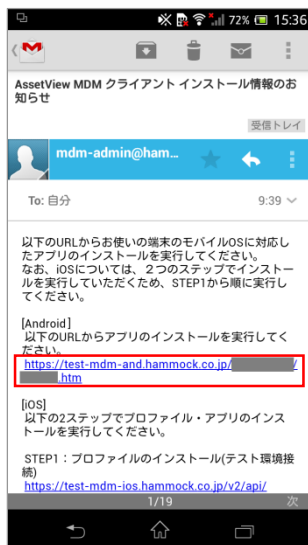 72% 15:36
AssetView MDM クライアント インストール情報のお
知らせ
受信トレイ
mdm-admin@ham...
To: 自分 9:39
以下のURLからお使いの端末のモバイルOSに対応し
たアプリのインストールを実行してください。
なお、iOSについては、２つのステップでインストー
ルを実行していただくため、STEP1から順に実行し
てください。
[Android]
以下のURLからアプリのインストールを実行してく
ださい。
https://test-mdm-and.hammock.co.jp/ /
.htm
[iOS]
以下の2ステップでプロファイル・アプリのインス
トールを実行してください。
STEP1：プロファイルのインストール(テスト環境接
続)
https://test-mdm-ios.hammock.co.jp/v2/api/
1/19 次